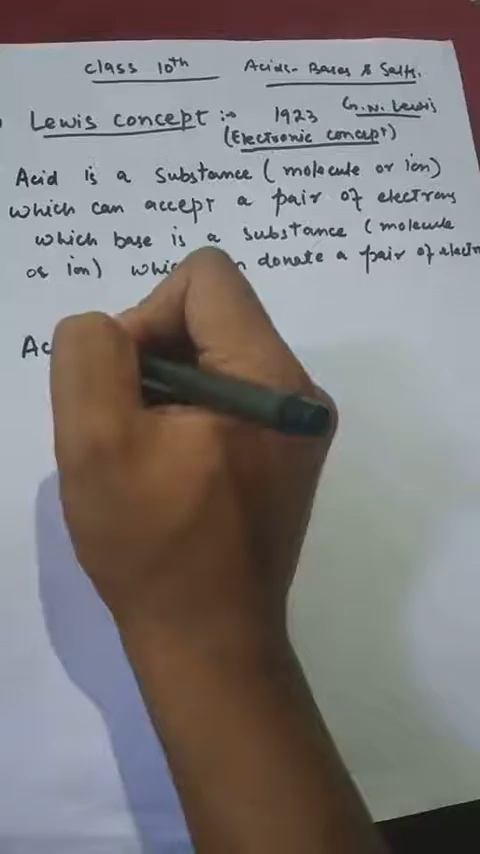 Class 10th Acids- Bases & Salts.
Lewis concept :- 1923 G.N. Lewis
(Electronic concept)
Acid is a substance ( molecule or ion)
which can accept a pair of electrons
which base is a substance ( molecule
or ion) donate a pair of